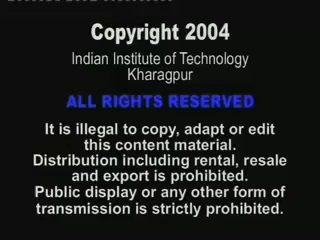 Copyright 2004
Indian Institute of Technology
Kharagpur
ALL RIGHTS RESERVED
It is illegal to copy, adapt or edit
this content material.
Distribution including rental, resale
and export is prohibited.
Public display or any other form of
transmission is strictly prohibited.